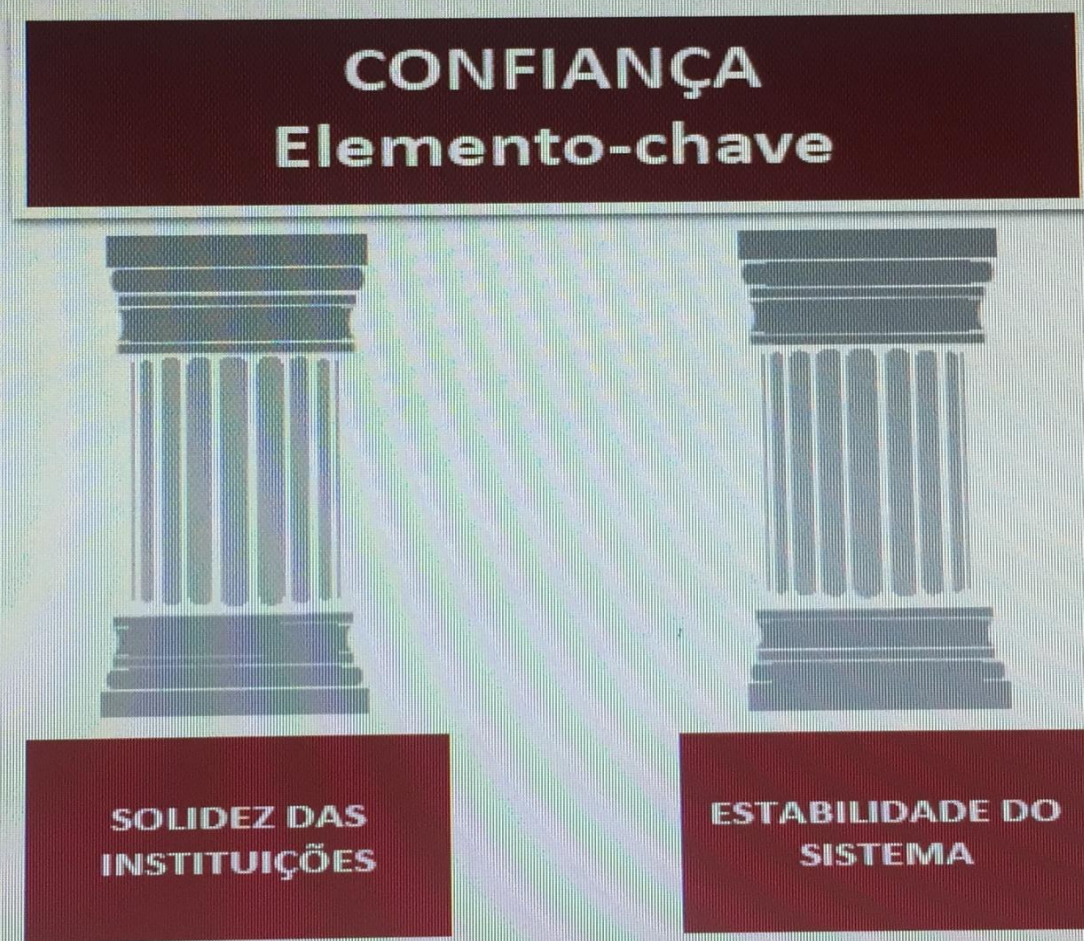 CONFIANÇA
Elemento-chave
SOLIDEZ DAS
INSTITUIÇÕES
ESTABILIDADE DO
SISTEMA